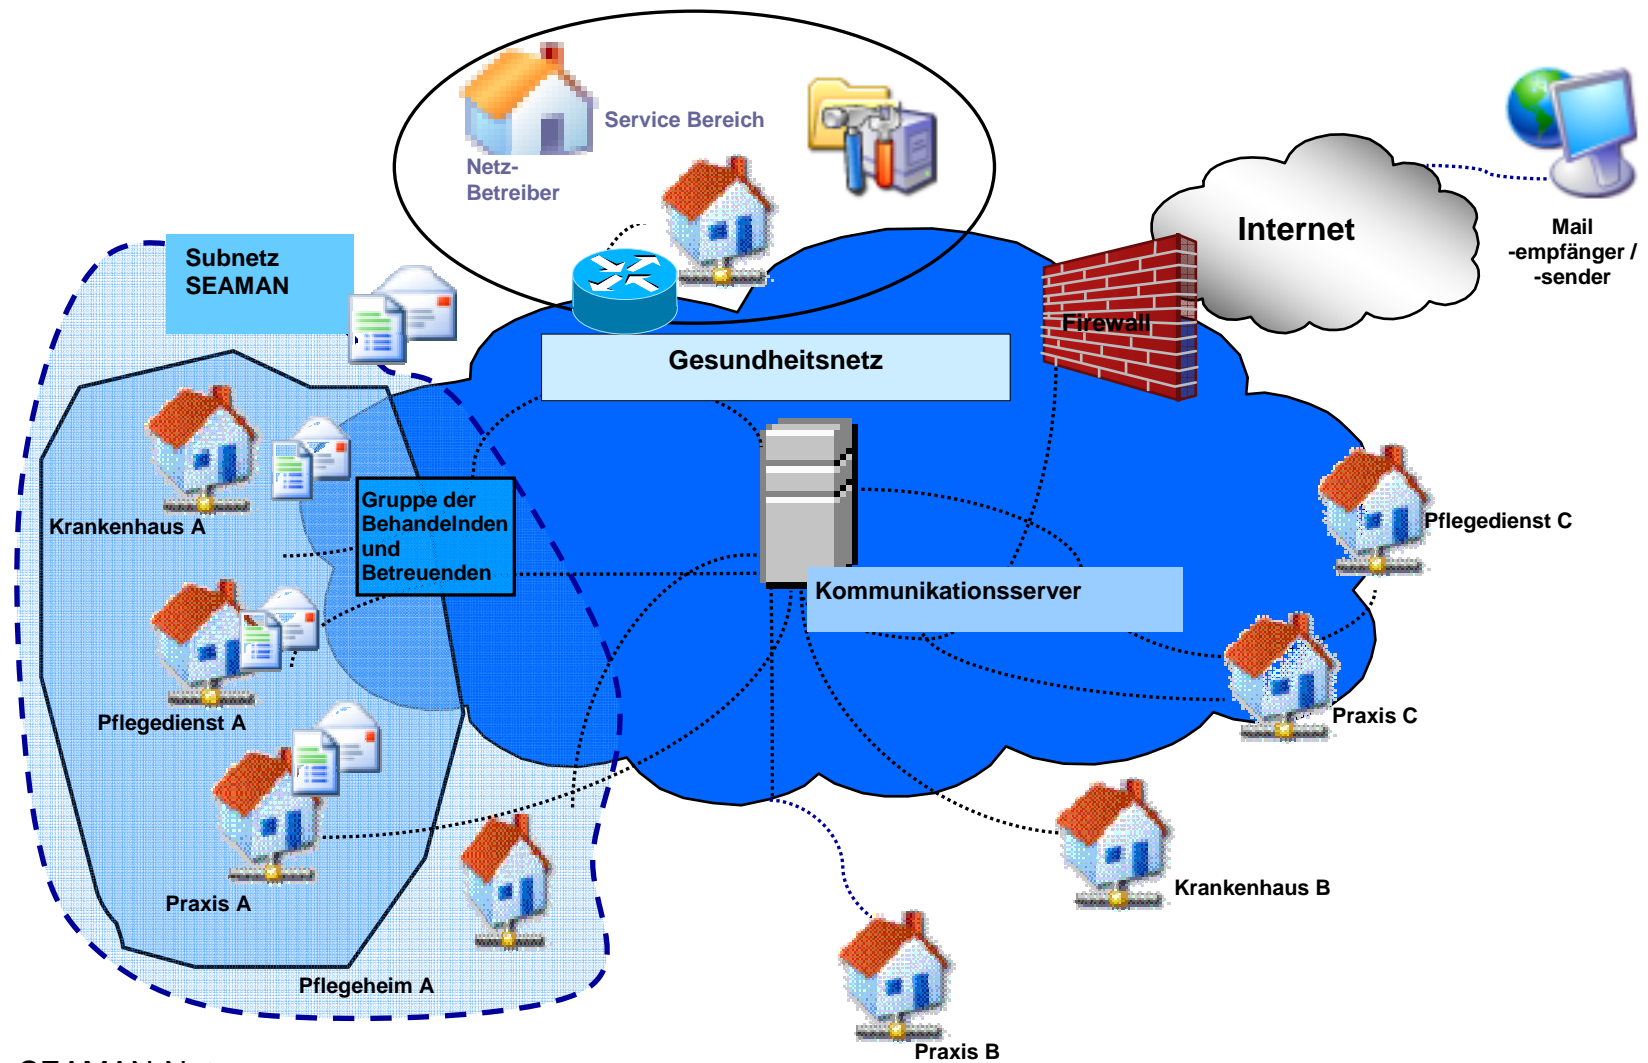 Service Bereich
Netz-
Betreiber
Internet
Mail
-empfänger /
-sender
Subnetz
SEAMAN
Firewall
Gesundheitsnetz
Gruppe der
Behandelnden
und
Betreuenden
Krankenhaus A
Pflegedienst C
Kommunikationsserver
Pflegedienst A
Praxis C
Praxis A
Krankenhaus B
Pflegeheim A
Praxis B